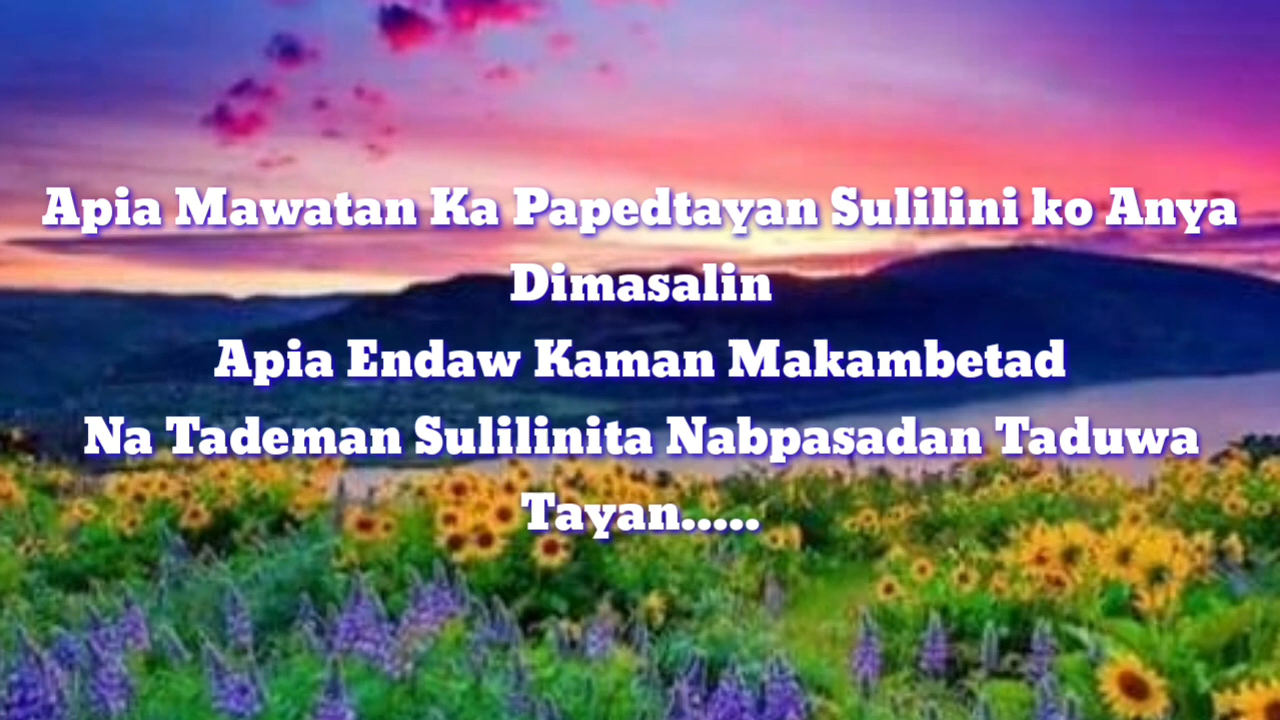 Apia Mawatan Ka Papedtayan Sulilini ko Anya
Dimasalin
Apia Endaw Kaman Makambetad
Na Tademan Sulilinita Nabpasadan Taduwa
Tayan.....